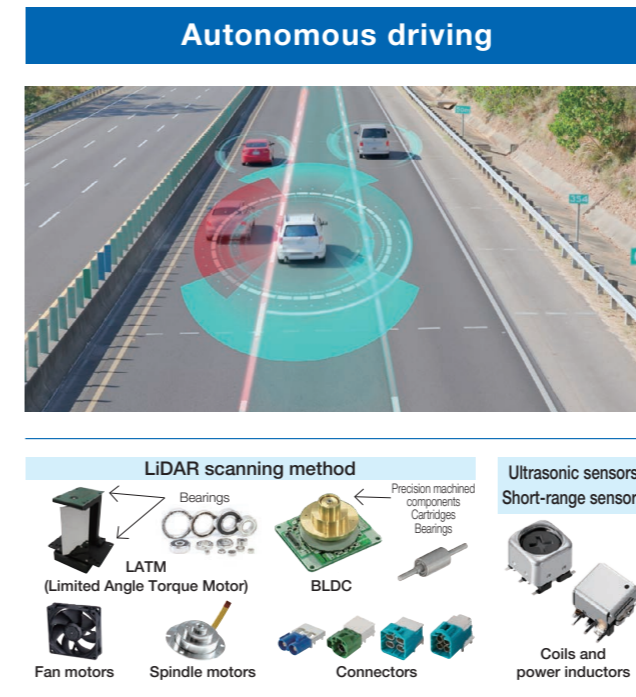 Autonomous driving
354
LiDAR scanning method
Bearings
LATM
(Limited Angle Torque Motor)
Precision machined
components
Cartridges
Bearings
BLDC
Fan motors
Spindle motors
Connectors
Ultrasonic sensors
Short-range sensor
Coils and
power inductors